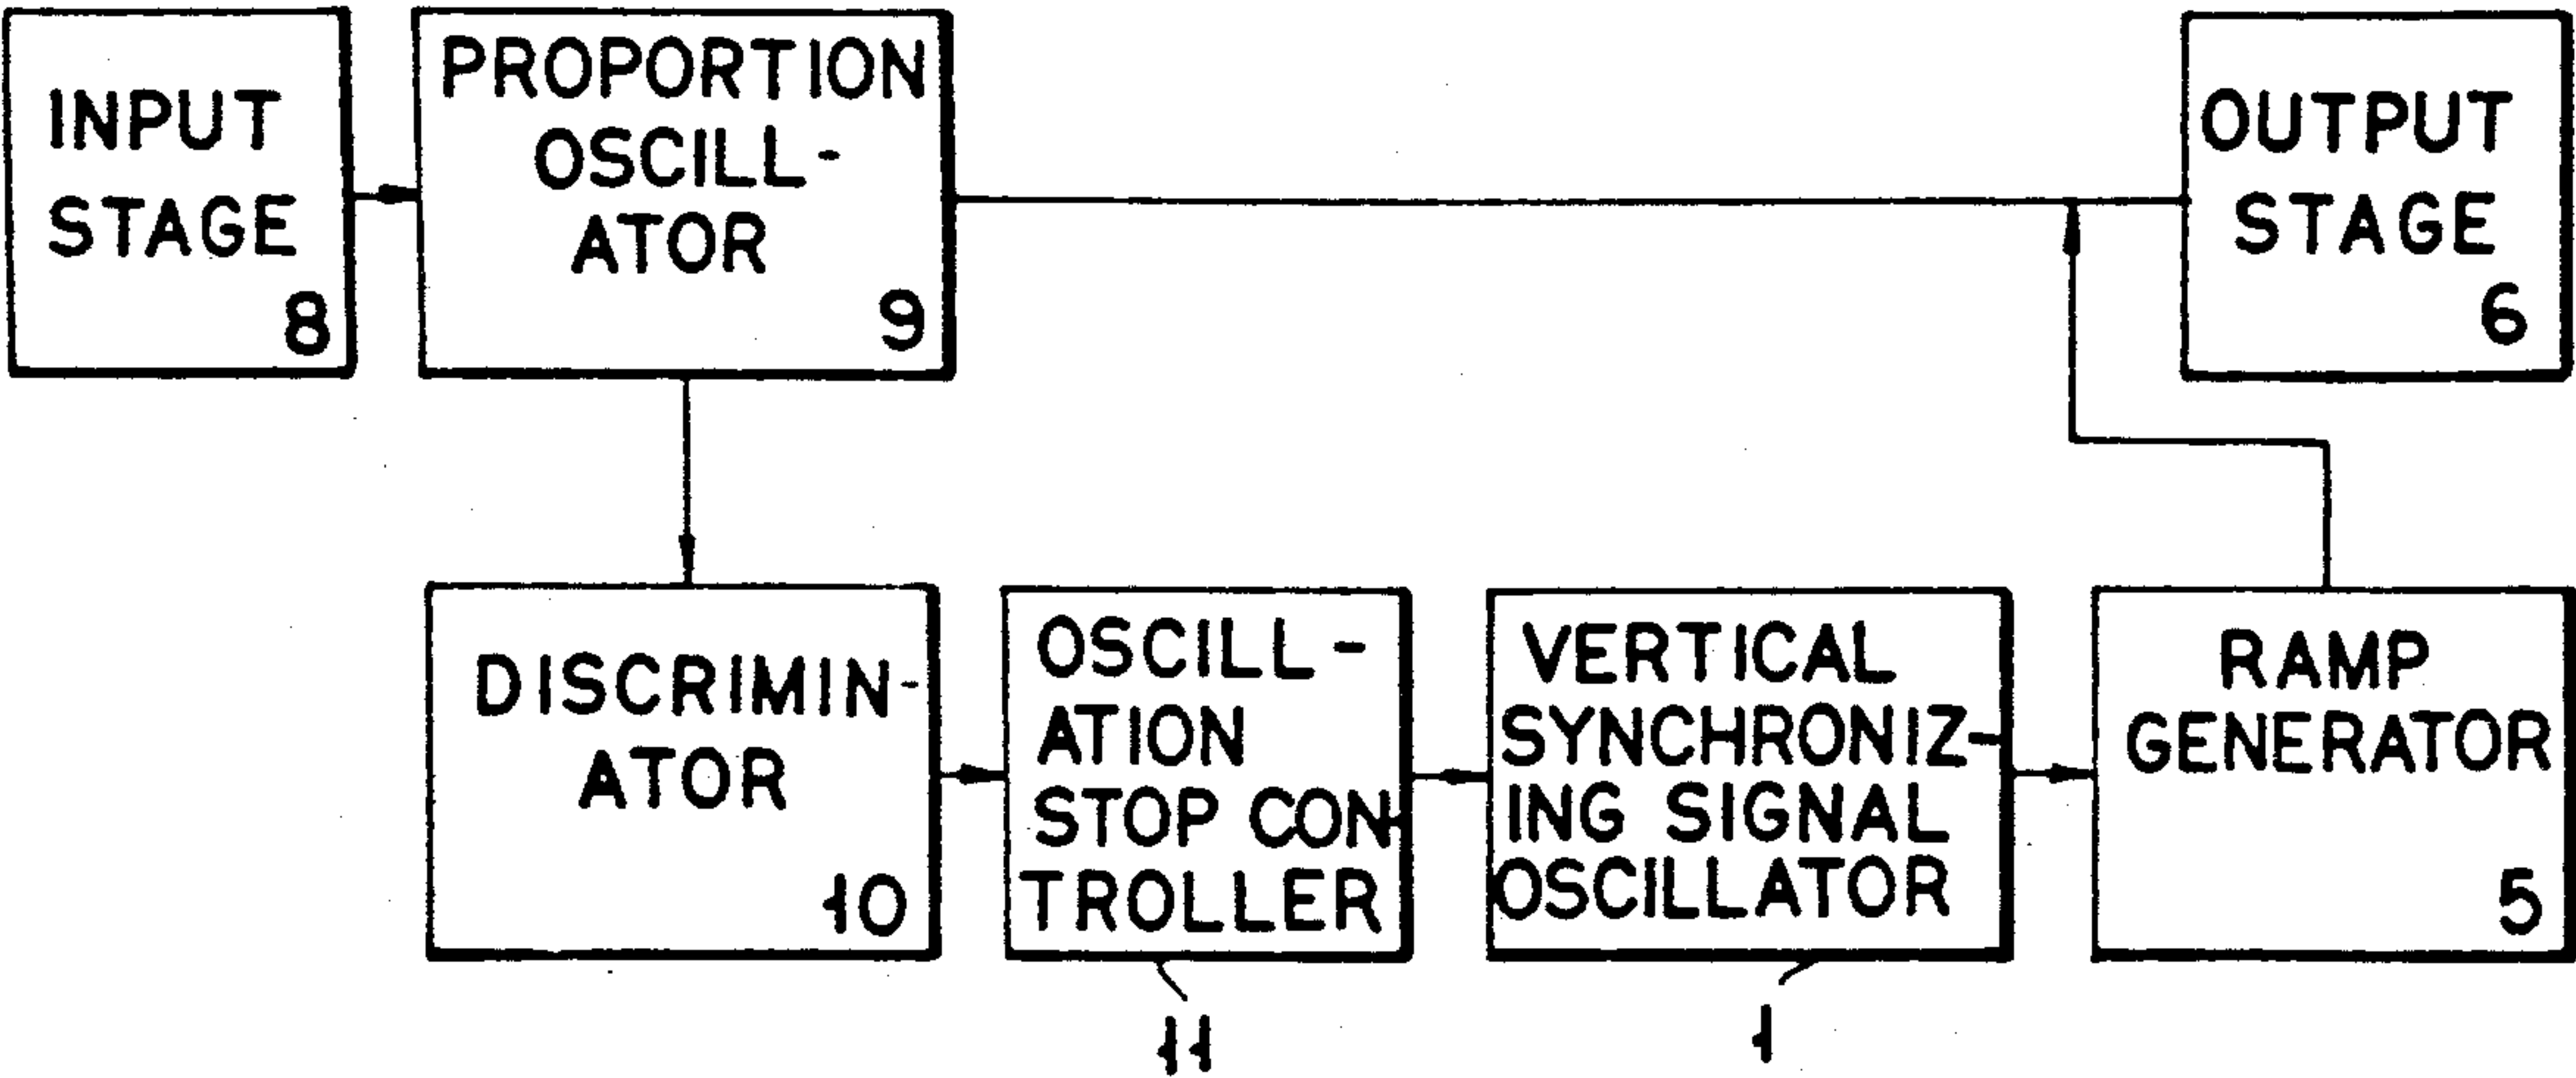 INPUT
STAGE
8
PROPORTION
OSCILL-
ATOR
9
OUTPUT
STAGE
6
DISCRIMIN-
ATOR
10
OSCILL-
ATION
STOP CON-
TROLLER
11
VERTICAL
SYNCHRONIZ-
ING SIGNAL
OSCILLATOR
1
RAMP
GENERATOR
5